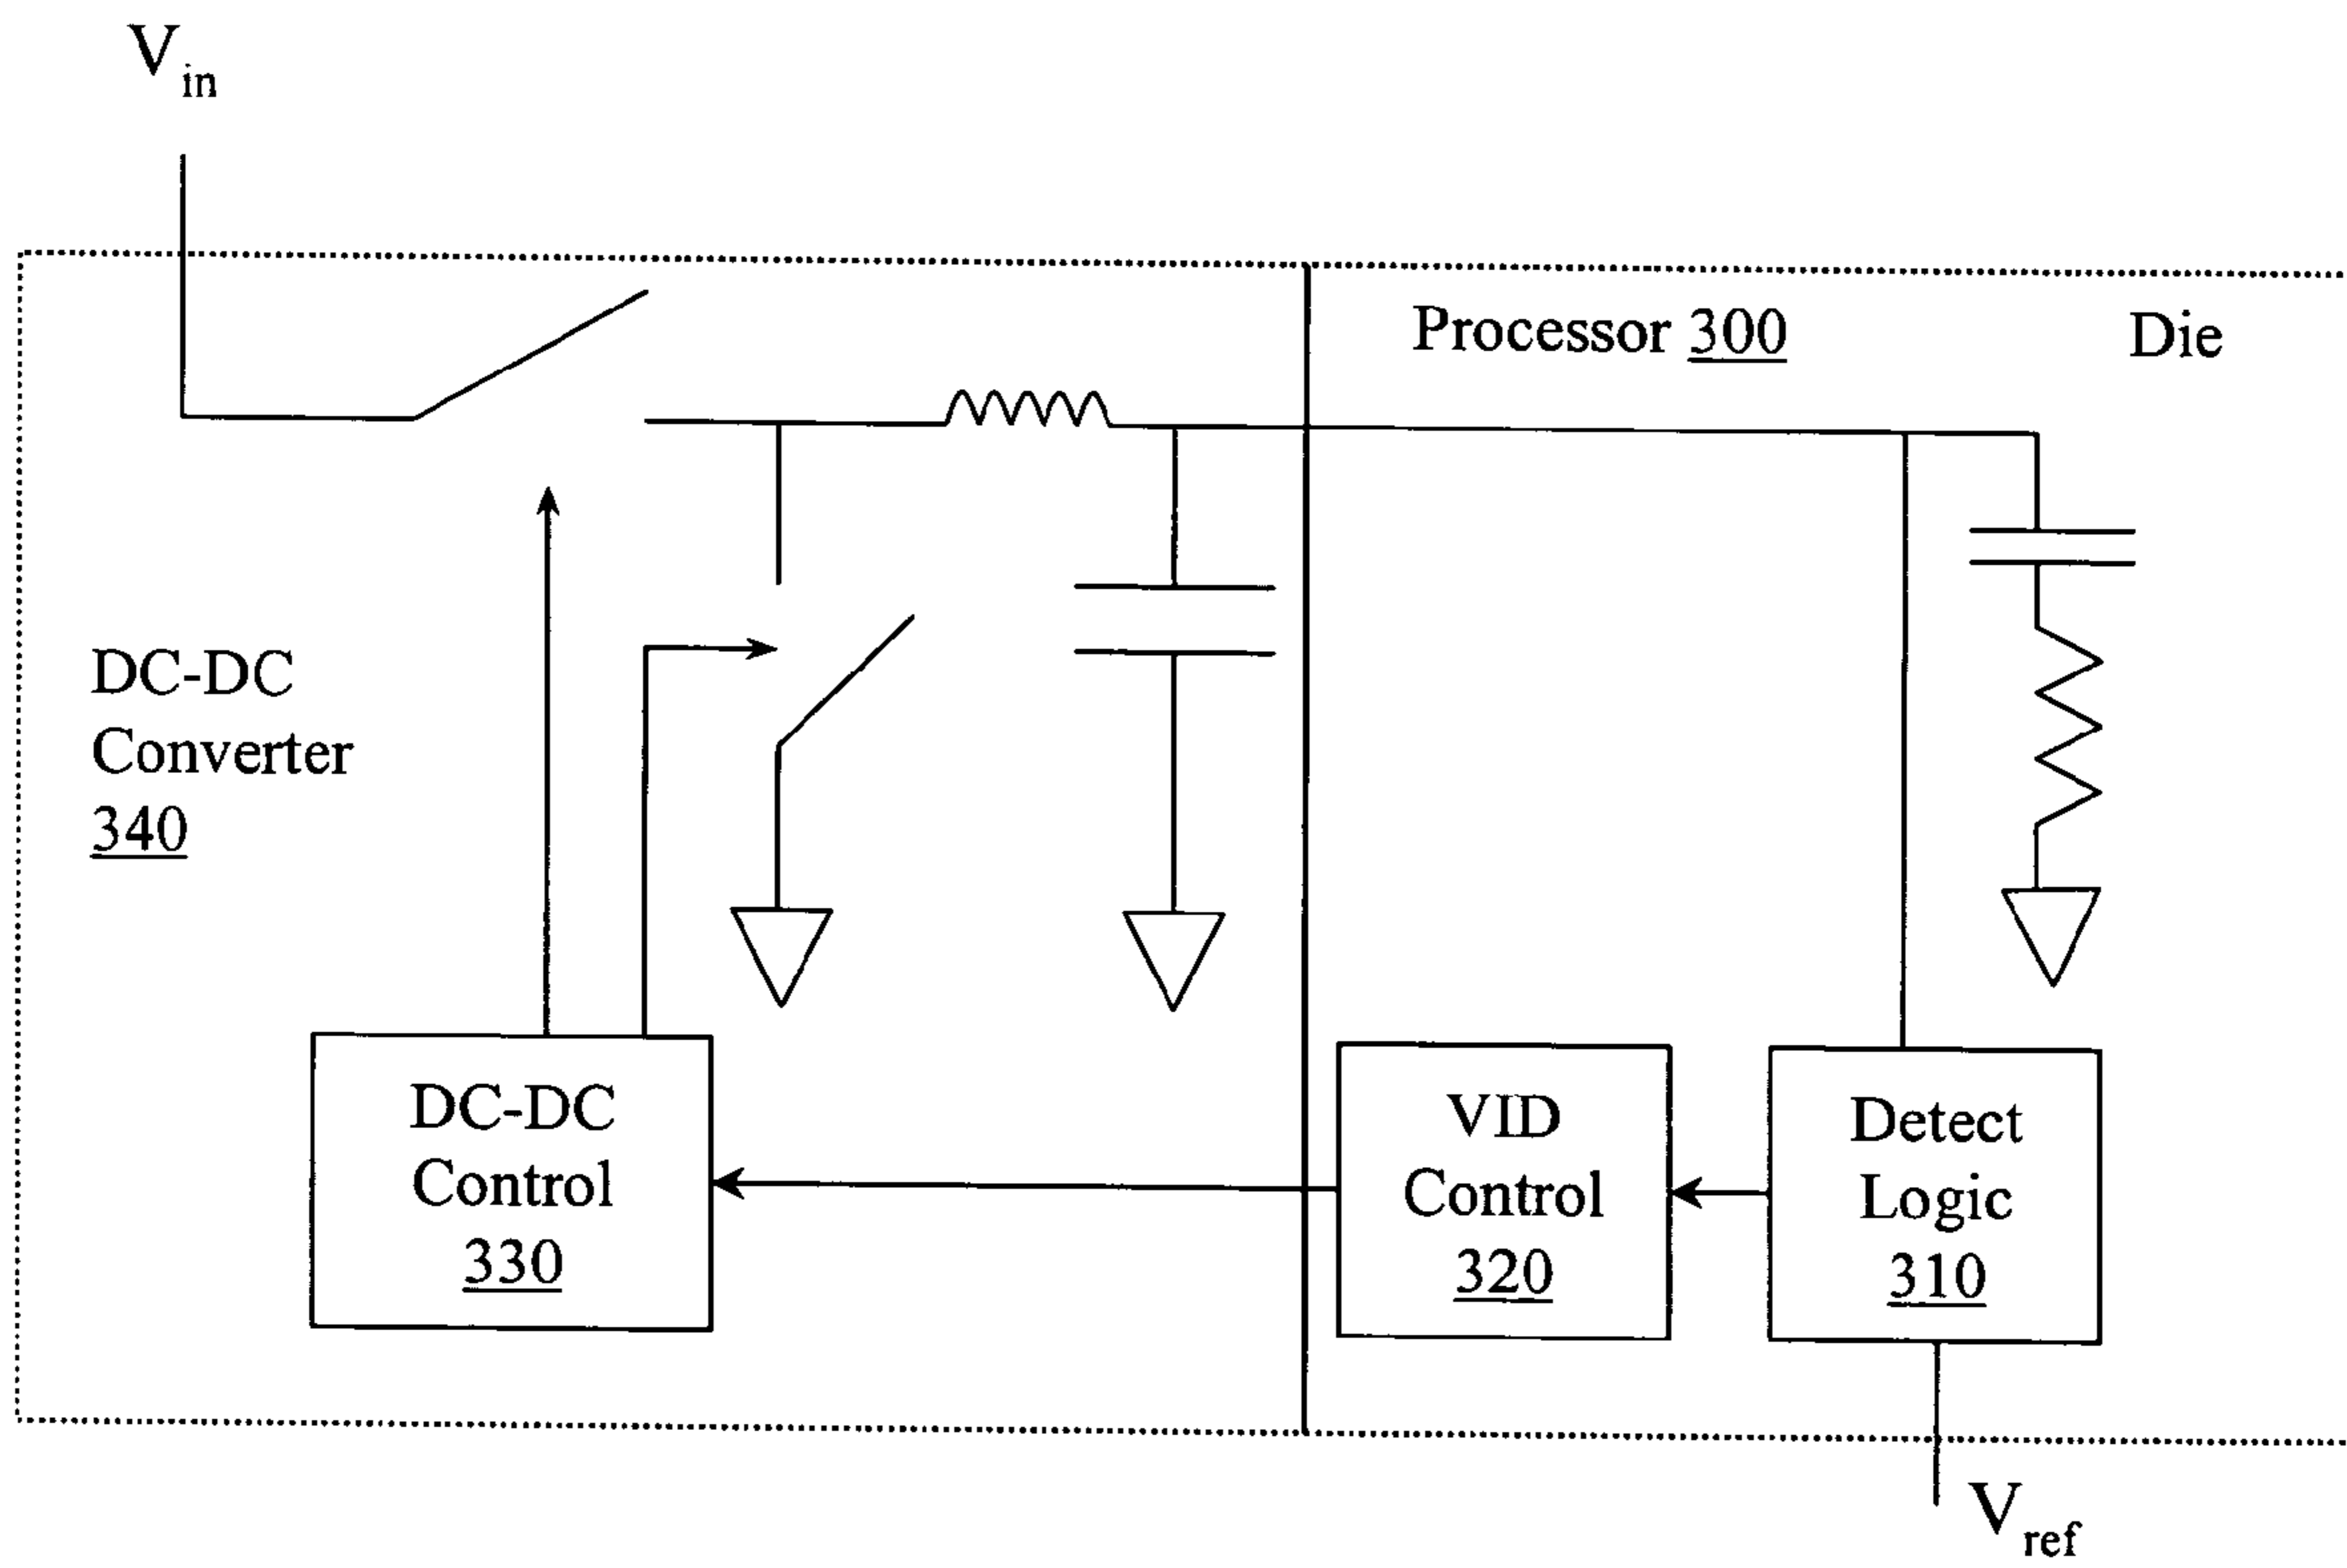 Vin
Processor 300
Die
DC-DC
Converter
340
DC-DC
Control
330
VID
Control
320
Detect
Logic
310
Vref